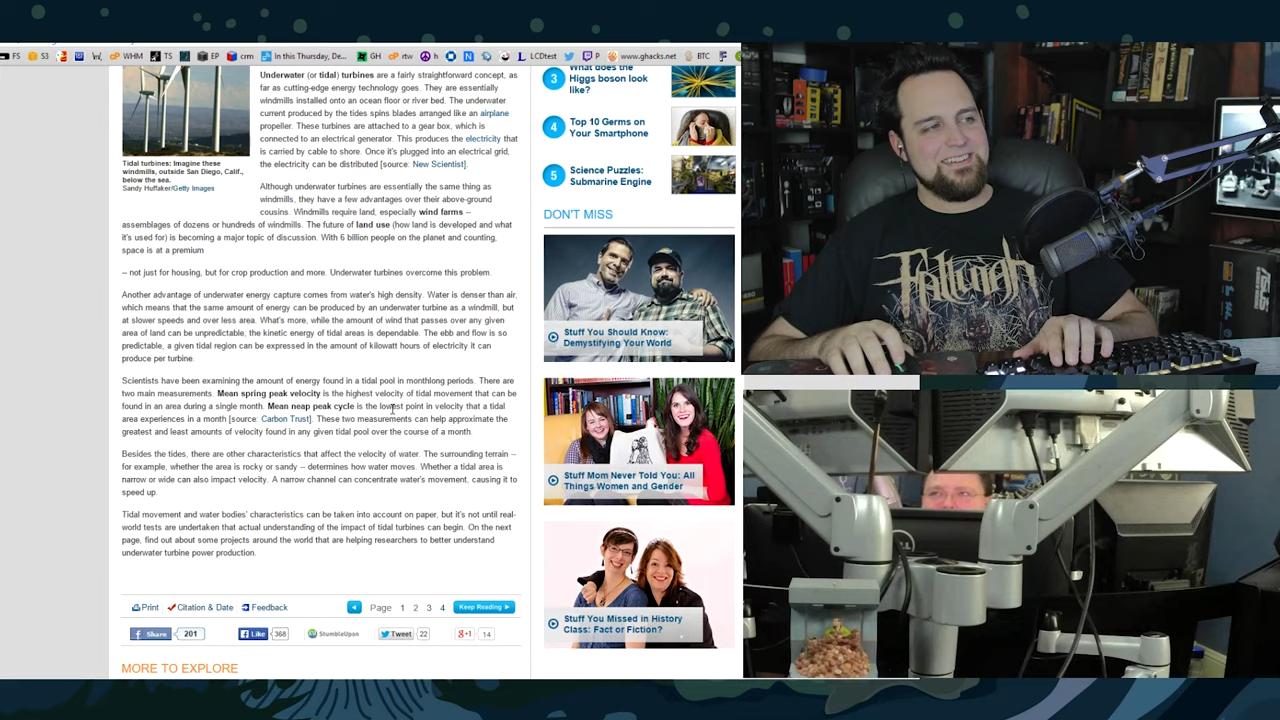 FS
S3
WHM
TS
EP
crm
In this Thursday, De...
GH
rtw
h
LCDtest
P
www.ghacks.net
BTC
Underwater (or tidal) turbines are a fairly straightforward concept, as
far as cutting-edge energy technology goes. They are essentially
windmills installed onto an ocean floor or river bed. The underwater
current produced by the tides spins blades arranged like an airplane
propeller. These turbines are attached to a gear box, which is
connected to an electrical generator. This produces the electricity that
is carried by cable to shore. Once it's plugged into an electrical grid,
the electricity can be distributed [source: New Scientist].
Tidal turbines: Imagine these
windmills, outside San Diego, Calif.,
below the sea.
Sandy Huffaker/Getty Images
Although underwater turbines are essentially the same thing as
windmills, they have a few advantages over their above-ground
cousins. Windmills require land, especially wind farms --
assemblages of dozens or hundreds of windmills. The future of land use (how land is developed and what
it's used for) is becoming a major topic of discussion. With 6 billion people on the planet and counting,
space is at a premium
-- not just for housing, but for crop production and more. Underwater turbines overcome this problem.
Another advantage of underwater energy capture comes from water's high density. Water is denser than air,
which means that the same amount of energy can be produced by an underwater turbine as a windmill, but
at slower speeds and over less area. What's more, while the amount of wind that passes over any given
area of land can be unpredictable, the kinetic energy of tidal areas is dependable. The ebb and flow is so
predictable, a given tidal region can be expressed in the amount of kilowatt hours of electricity it can
produce per turbine.
Scientists have been examining the amount of energy found in a tidal pool in monthlong periods. There are
two main measurements. Mean spring peak velocity is the highest velocity of tidal movement that can be
found in an area during a single month. Mean neap peak cycle is the lowest point in velocity that a tidal
area experiences in a month [source: Carbon Trust]. These two measurements can help approximate the
greatest and least amounts of velocity found in any given tidal pool over the course of a month.
Besides the tides, there are other characteristics that affect the velocity of water. The surrounding terrain --
for example, whether the area is rocky or sandy -- determines how water moves. Whether a tidal area is
narrow or wide can also impact velocity. A narrow channel can concentrate water's movement, causing it to
speed up.
Tidal movement and water bodies' characteristics can be taken into account on paper, but it's not until real-
world tests are undertaken that actual understanding of the impact of tidal turbines can begin. On the next
page, find out about some projects around the world that are helping researchers to better understand
underwater turbine power production.
Print
Citation & Date
Feedback
Page 1 2 3 4
Keep Reading
Share 201
Like 368
StumbleUpon
Tweet 22
+1 14
MORE TO EXPLORE
3 What does the
Higgs boson look
like?
4 Top 10 Germs on
Your Smartphone
5 Science Puzzles:
Submarine Engine
DON'T MISS
Stuff You Should Know:
Demystifying Your World
Stuff Mom Never Told You: All
Things Women and Gender
Stuff You Missed in History
Class: Fact or Fiction?